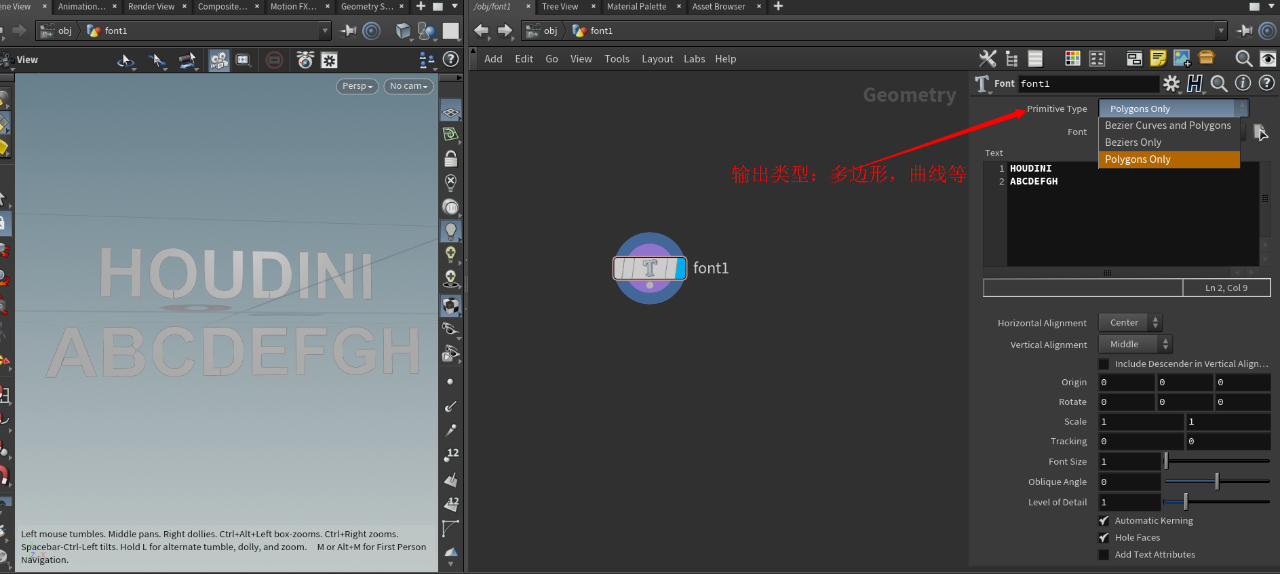 ne View × Animation... × Render View × Composite... × Motion FX... × Geometry S... ×
obj font1
View
Persp No cam
HOUDINI
ABCDEFGH
12
12
Left mouse tumbles. Middle pans. Right dollies. Ctrl+Alt+Left box-zooms. Ctrl+Right zooms.
Spacebar-Ctrl-Left tilts. Hold L for alternate tumble, dolly, and zoom. M or Alt+M for First Person
Navigation.
/obj/font1 × Tree View × Material Palette × Asset Browser ×
obj font1
Add Edit Go View Tools Layout Labs Help
Geometry
font1
输出类型：多边形，曲线等
Font font1
Primitive Type Polygons Only
Bezier Curves and Polygons
Beziers Only
Polygons Only
Font
Text
1 HOUDINI
2 ABCDEFGH
Ln 2, Col 9
Horizontal Alignment Center
Vertical Alignment Middle
Include Descender in Vertical Align...
Origin 0 0 0
Rotate 0 0 0
Scale 1 1
Tracking 0 0
Font Size 1
Oblique Angle 0
Level of Detail 1
Automatic Kerning
Hole Faces
Add Text Attributes